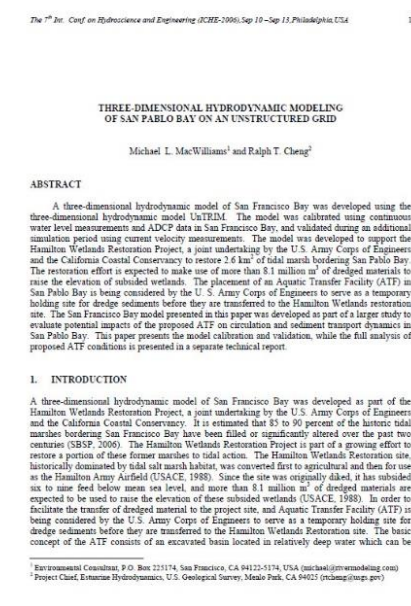 The 7th Int. Conf. on Hydroscience and Engineering (ICHE-2006), Sep 10 –Sep 13, Philadelphia, USA 1
THREE-DIMENSIONAL HYDRODYNAMIC MODELING
OF SAN PABLO BAY ON AN UNSTRUCTURED GRID
Michael L. MacWilliams1 and Ralph T. Cheng2
ABSTRACT
A three-dimensional hydrodynamic model of San Francisco Bay was developed using the
three-dimensional hydrodynamic model UnTRIM. The model was calibrated using continuous
water level measurements and ADCP data in San Francisco Bay, and validated during an additional
simulation period using current velocity measurements. The model was developed to support the
Hamilton Wetlands Restoration Project, a joint undertaking by the U.S. Army Corps of Engineers
and the California Coastal Conservancy to restore 2.6 km2 of tidal marsh bordering San Pablo Bay.
The restoration effort is expected to make use of more than 8.1 million m3 of dredged materials to
raise the elevation of subsided wetlands. The placement of an Aquatic Transfer Facility (ATF) in
San Pablo Bay is being considered by the U. S. Army Corps of Engineers to serve as a temporary
holding site for dredge sediments before they are transferred to the Hamilton Wetlands restoration
site. The San Francisco Bay model presented in this paper was developed as part of a larger study to
evaluate potential impacts of the proposed ATF on circulation and sediment transport dynamics in
San Pablo Bay. This paper presents the model calibration and validation, while the full analysis of
proposed ATF conditions is presented in a separate technical report.
1. INTRODUCTION
A three-dimensional hydrodynamic model of San Francisco Bay was developed as part of the
Hamilton Wetlands Restoration Project, a joint undertaking by the U.S. Army Corps of Engineers
and the California Coastal Conservancy. It is estimated that 85 to 90 percent of the historic tidal
marshes bordering San Francisco Bay have been filled or significantly altered over the past two
centuries (SBSP, 2006). The Hamilton Wetlands Restoration Project is part of a growing effort to
restore a portion of these former marshes to tidal action. The Hamilton Wetlands Restoration site,
historically dominated by tidal salt marsh habitat, was converted first to agricultural and then for use
as the Hamilton Army Airfield (USACE, 1988). Since the site was originally diked, it has subsided
six to nine feed below mean sea level, and more than 8.1 million m3 of dredged materials are
expected to be used to raise the elevation of these subsided wetlands (USACE, 1988). In order to
facilitate the transfer of dredged material to the project site, and Aquatic Transfer Facility (ATF) is
being considered by the U.S. Army Corps of Engineers to serve as a temporary holding site for
dredge sediments before they are transferred to the Hamilton Wetlands Restoration site. The basic
concept of the ATF consists of an excavated basin located in relatively deep water which can be
1 Environmental Consultant, P.O. Box 225174, San Francisco, CA 94122-5174, USA (michael@rivermodeling.com)
2 Project Chief, Estuarine Hydrodynamics, U.S. Geological Survey, Menlo Park, CA 94025 (rtcheng@usgs.gov)